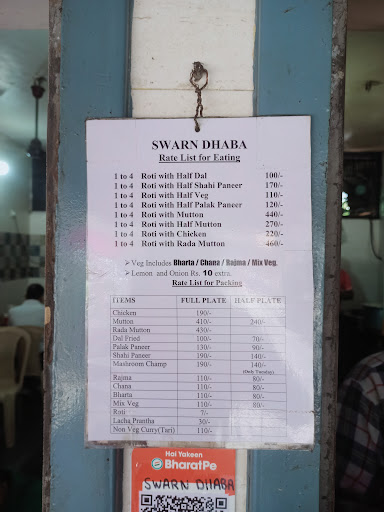 SWARN DHABA
Rate List for Eating
1 to 4 Roti with Half Dal 100/-
1 to 4 Roti with Half Shahi Paneer 170/-
1 to 4 Roti with Half Veg 110/-
1 to 4 Roti with Half Palak Paneer 120/-
1 to 4 Roti with Mutton 440/-
1 to 4 Roti with Half Mutton 270/-
1 to 4 Roti with Chicken 220/-
1 to 4 Roti with Rada Mutton 460/-
➢ Veg Includes Bharta / Chana / Rajma / Mix Veg.
➢ Lemon and Onion Rs. 10 extra.
Rate List for Packing
ITEMS FULL PLATE HALF PLATE
Chicken 190/-
Mutton 410/- 240/-
Rada Mutton 430/-
Dal Fried 100/- 70/-
Palak Paneer 130/- 90/-
Shahi Paneer 190/- 140/-
Mashroom Champ 190/- 140/-
(Only Tuesday)
Rajma 110/- 80/-
Chana 110/- 80/-
Bharta 110/- 80/-
Mix Veg 110/- 80/-
Roti 7/-
Lacha Prantha 30/-
Non Veg Curry(Tari) 110/-
Hai Yakeen
BharatPe
SWARN DHABA